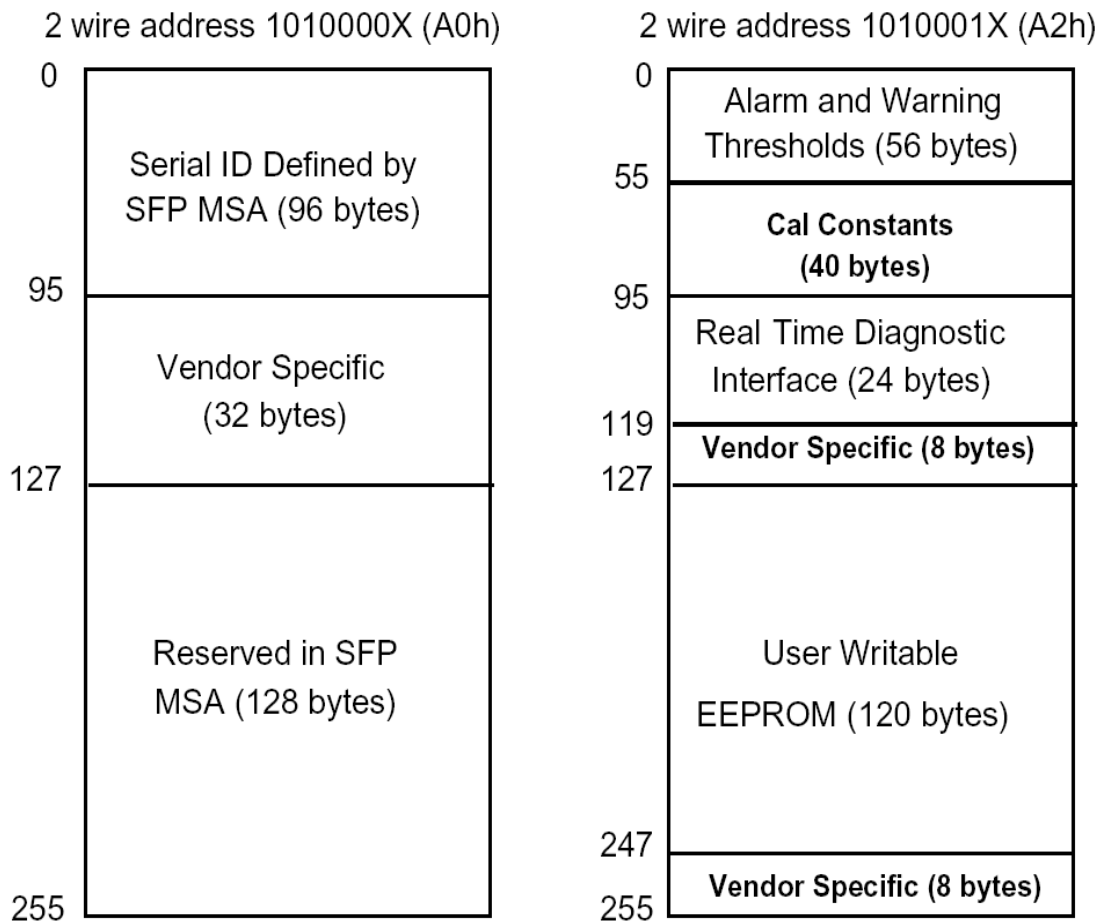 2 wire address 1010000X (A0h)
0
Serial ID Defined by
SFP MSA (96 bytes)
95
Vendor Specific
(32 bytes)
127
Reserved in SFP
MSA (128 bytes)
255
2 wire address 1010001X (A2h)
0
Alarm and Warning
Thresholds (56 bytes)
55
Cal Constants
(40 bytes)
95
Real Time Diagnostic
Interface (24 bytes)
119
Vendor Specific (8 bytes)
127
User Writable
EEPROM (120 bytes)
247
Vendor Specific (8 bytes)
255